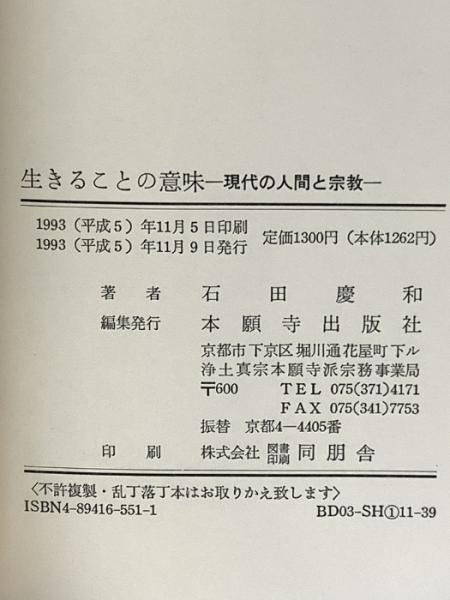 生きることの意味―現代の人間と宗教―
1993(平成5)年11月5日印刷
1993(平成5)年11月9日発行
定価1300円(本体1262円)
著者 石田慶和
編集発行 本願寺出版社
京都市下京区堀川通花屋町下ル
浄土真宗本願寺派宗務事業局
〒600 TEL 075(371)4171
FAX 075(341)7753
振替 京都4―4405番
印刷 株式会社 図書印刷 同朋舎
〈不許複製・乱丁落丁本はお取りかえ致します〉
ISBN4-89416-551-1 BD03-SH①11-39